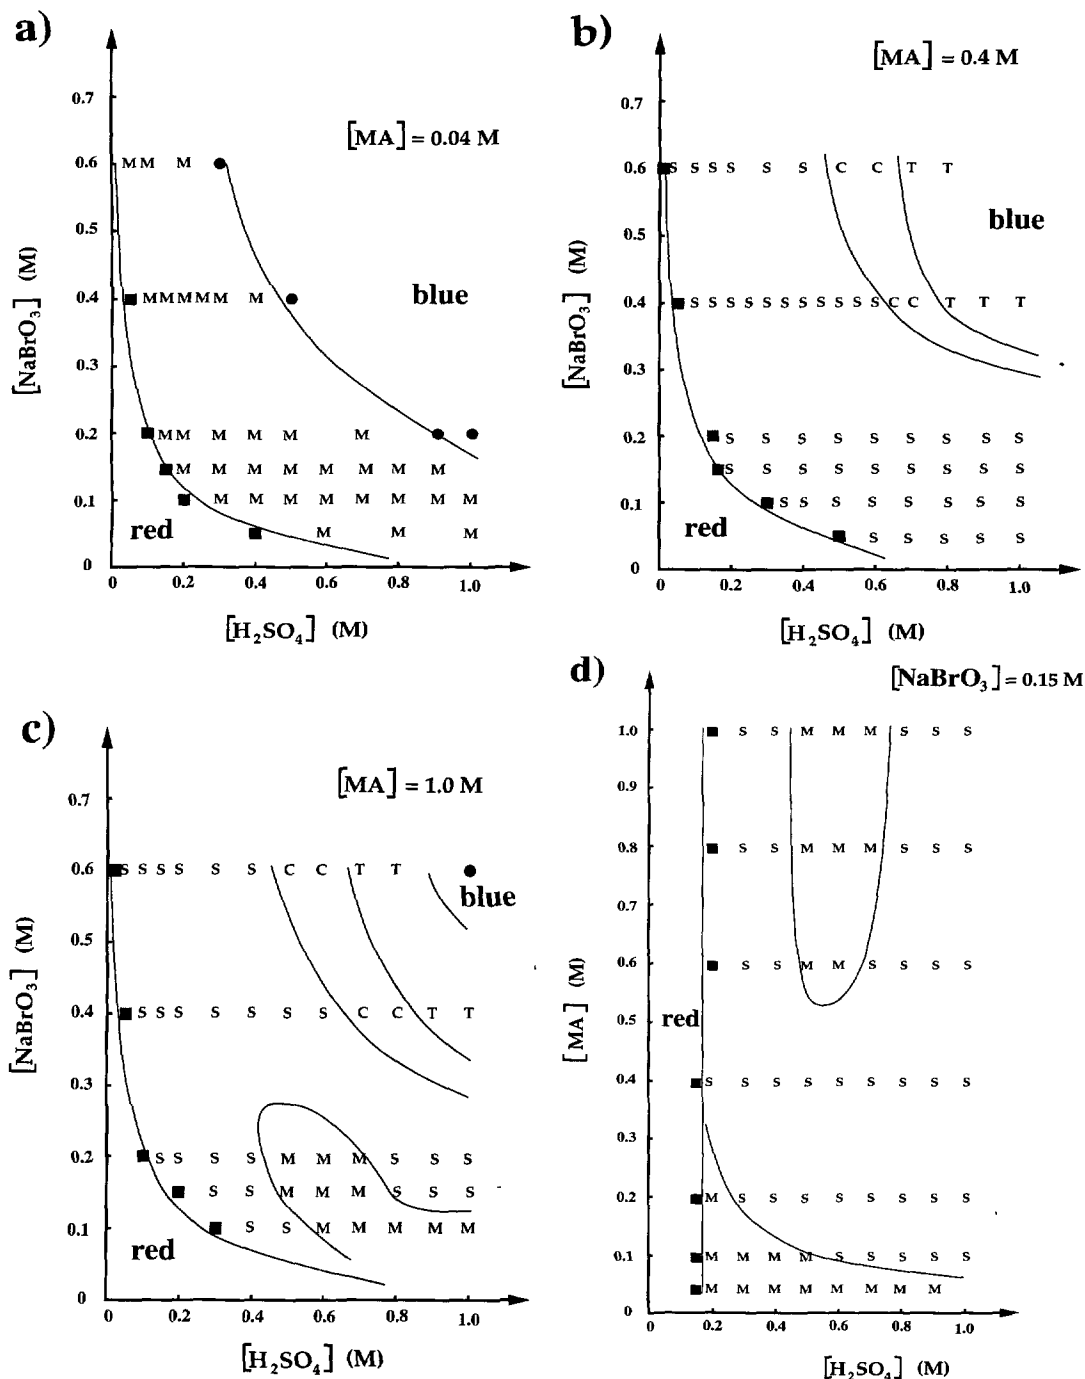 a)
[MA] = 0.04 M
[NaBrO₃] (M)
0.7
0.6 M M M
0.5
0.4 M M M M M M
blue
0.3
0.2 M M M M M M M
M M M M M M M M
0.1 M M M M M M M M
red M M M
0
0 0.2 0.4 0.6 0.8 1.0
[H₂SO₄] (M)
b)
[MA] = 0.4 M
[NaBrO₃] (M)
0.7
0.6 S S S S S S C C T T
blue
0.5
0.4 S S S S S S S S S S S C C T T T
0.3
0.2 S S S S S S S S S
S S S S S S S S S
0.1 S S S S S S S S
red S S S S S
0
0 0.2 0.4 0.6 0.8 1.0
[H₂SO₄] (M)
c)
[MA] = 1.0 M
[NaBrO₃] (M)
0.7
0.6 S S S S S S C C T T
blue
0.5
0.4 S S S S S S S C C T T
0.3
0.2 S S S S M M M S S S
S S M M M S S S
0.1 S S M M M M M
red
0
0 0.2 0.4 0.6 0.8 1.0
[H₂SO₄] (M)
d)
[NaBrO₃] = 0.15 M
[MA] (M)
1.0 S S M M M S S S
0.9
0.8 S S M M M S S S
0.7
0.6 S S M M S S S S
0.5
red
0.4 S S S S S S S S S
0.3
0.2 M S S S S S S S S
0.1 M M M M S S S S S
M M M M M M M M
0
0 0.2 0.4 0.6 0.8 1.0
[H₂SO₄] (M)